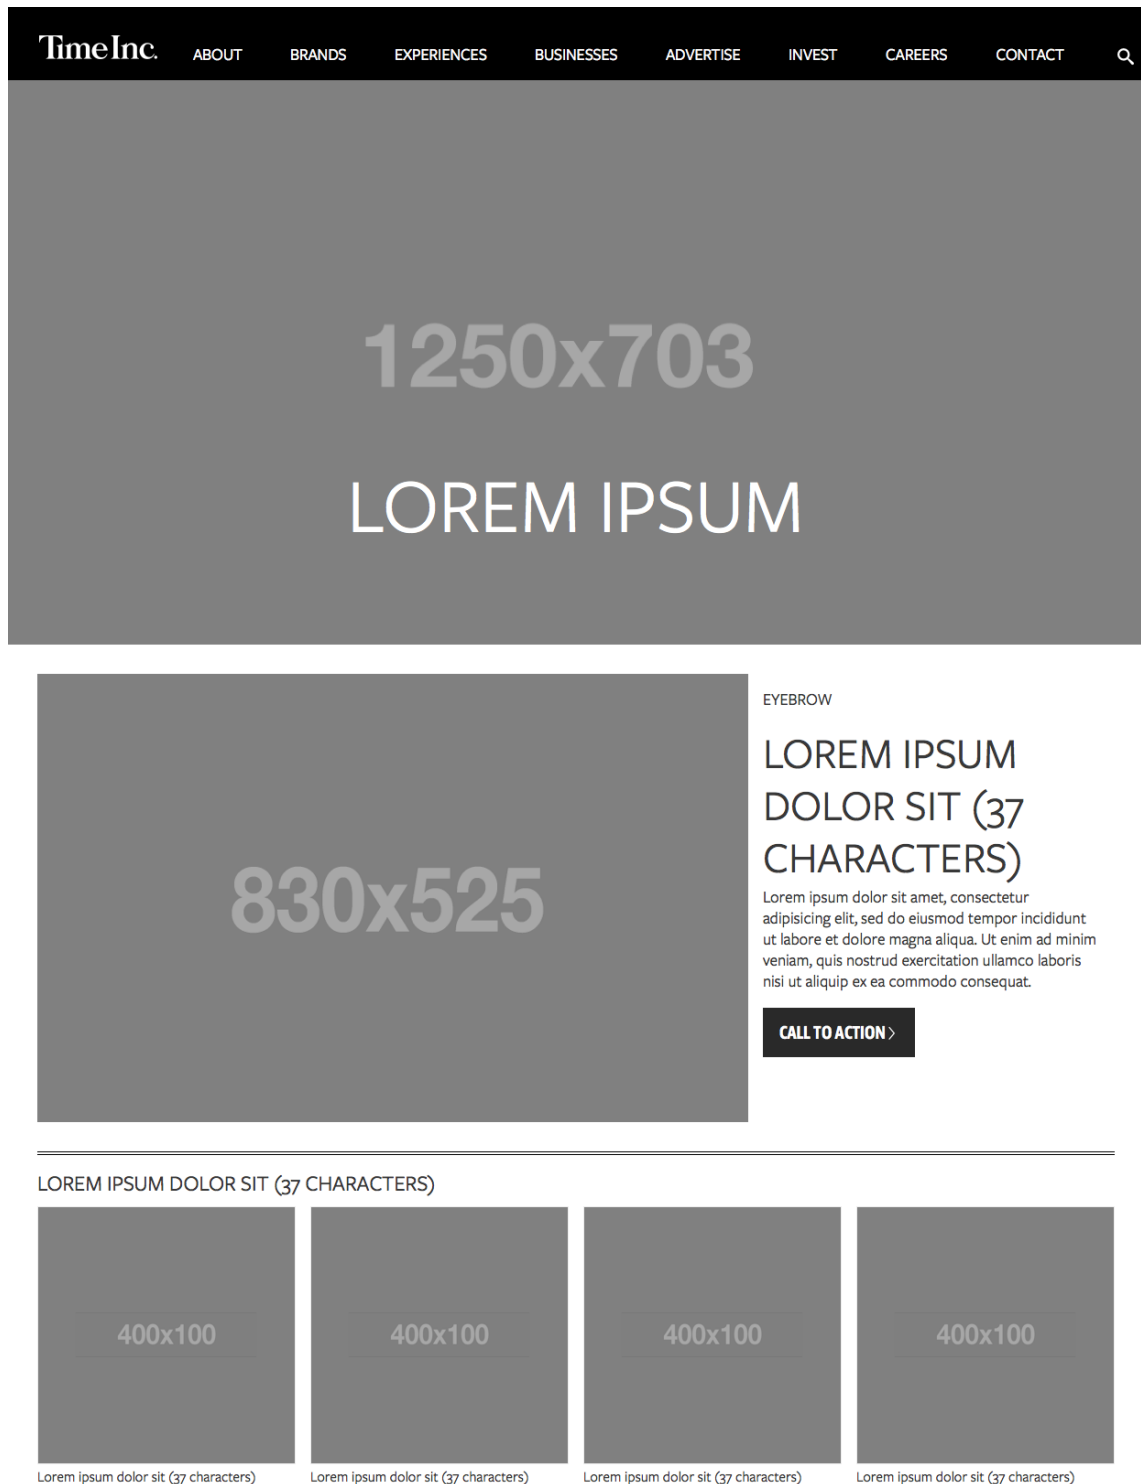 TimeInc. ABOUT BRANDS EXPERIENCES BUSINESSES ADVERTISE INVEST CAREERS CONTACT
1250x703
LOREM IPSUM
830x525
EYEBROW
LOREM IPSUM
DOLOR SIT (37
CHARACTERS)
Lorem ipsum dolor sit amet, consectetur
adipisicing elit, sed do eiusmod tempor incididunt
ut labore et dolore magna aliqua. Ut enim ad minim
veniam, quis nostrud exercitation ullamco laboris
nisi ut aliquip ex ea commodo consequat.
CALL TO ACTION >
LOREM IPSUM DOLOR SIT (37 CHARACTERS)
400x100 400x100 400x100 400x100
Lorem ipsum dolor sit (37 characters) Lorem ipsum dolor sit (37 characters) Lorem ipsum dolor sit (37 characters) Lorem ipsum dolor sit (37 characters)